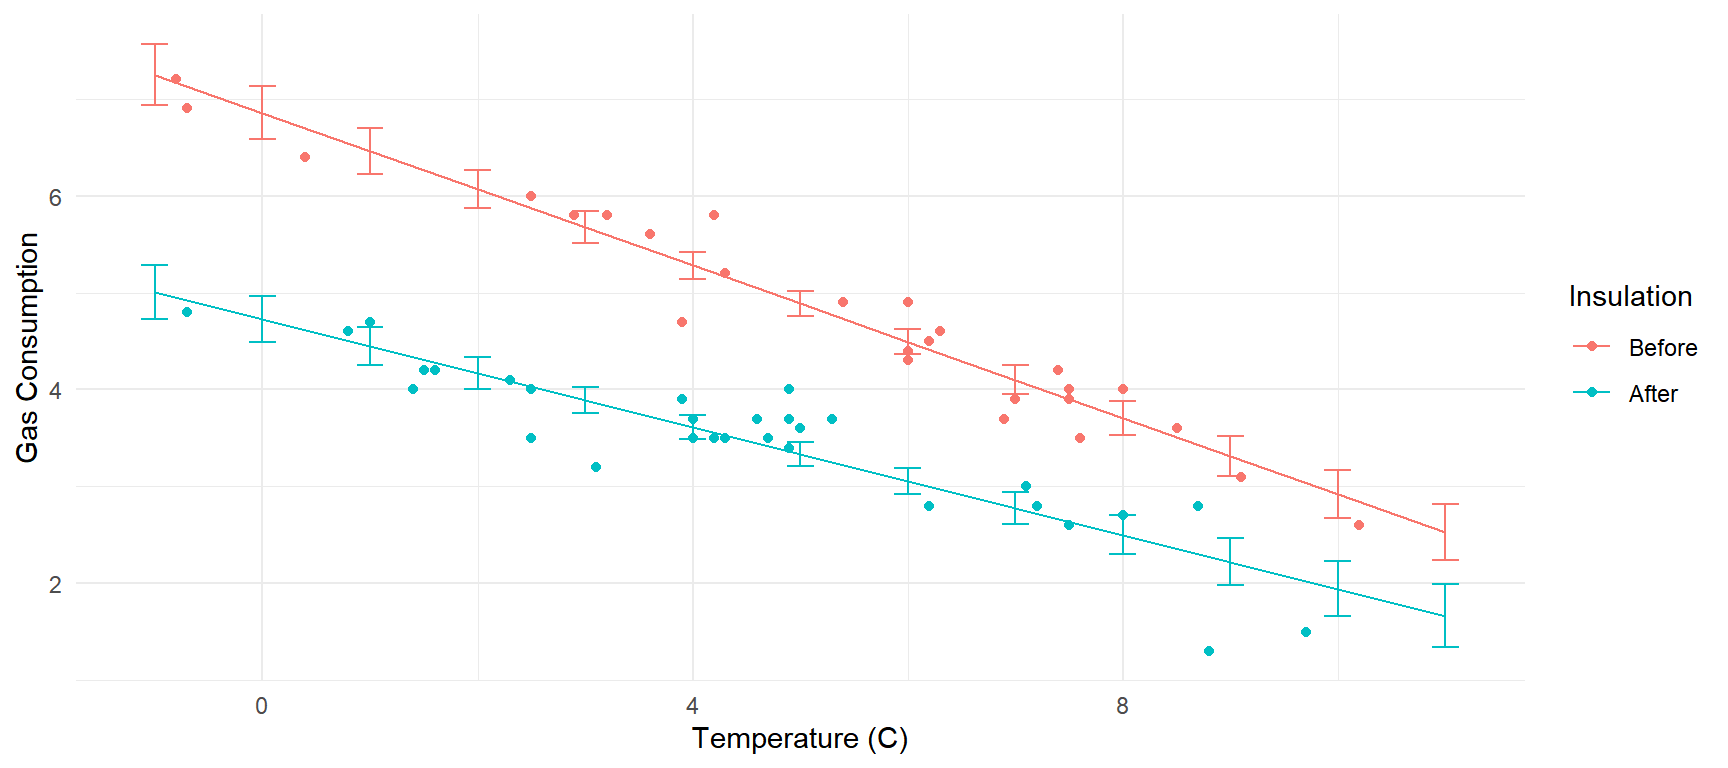 Gas Consumption
6
4
2
0 4 8
Temperature (C)
Insulation
Before
After